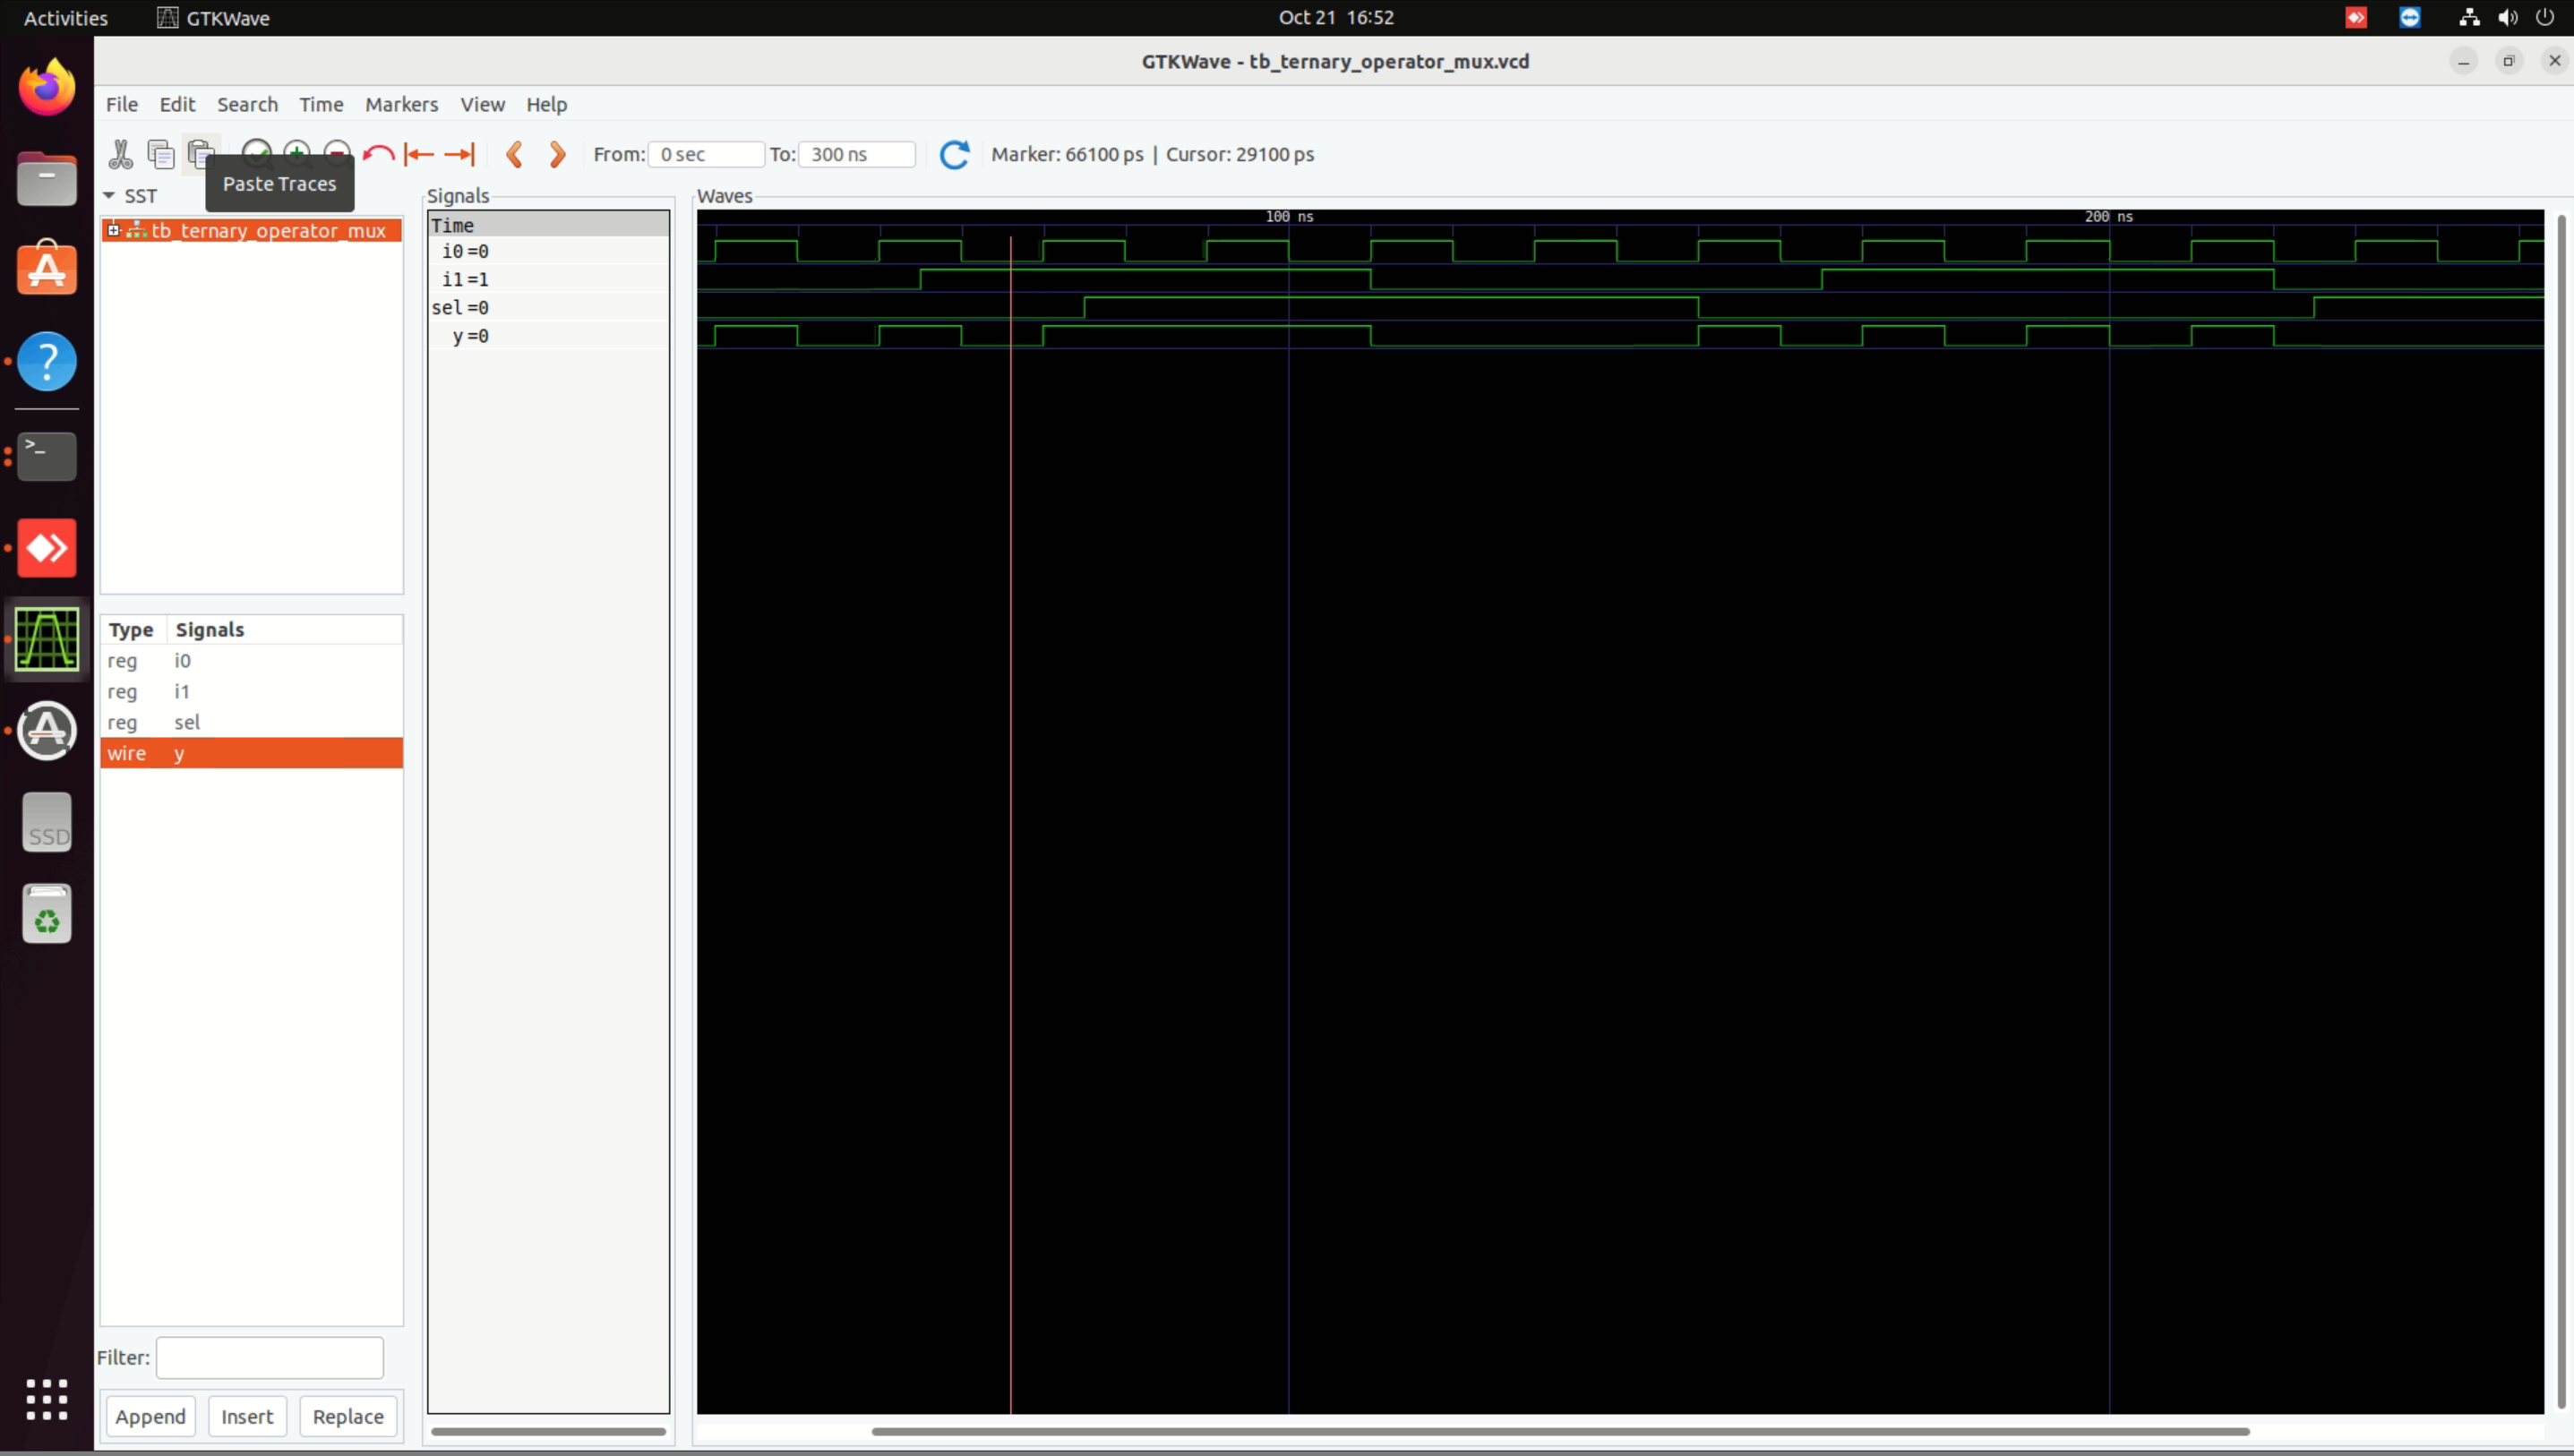 Activities GTKWave Oct 21 16:52
GTKWave - tb_ternary_operator_mux.vcd
File Edit Search Time Markers View Help
From: 0 sec To: 300 ns Marker: 66100 ps | Cursor: 29100 ps
Paste Traces
SST
Signals
Waves
tb_ternary_operator_mux
Time
100 ns 200 ns
i0 =0
i1 =1
sel =0
y =0
Type Signals
reg i0
reg i1
reg sel
wire y
SSD
Filter:
Append Insert Replace